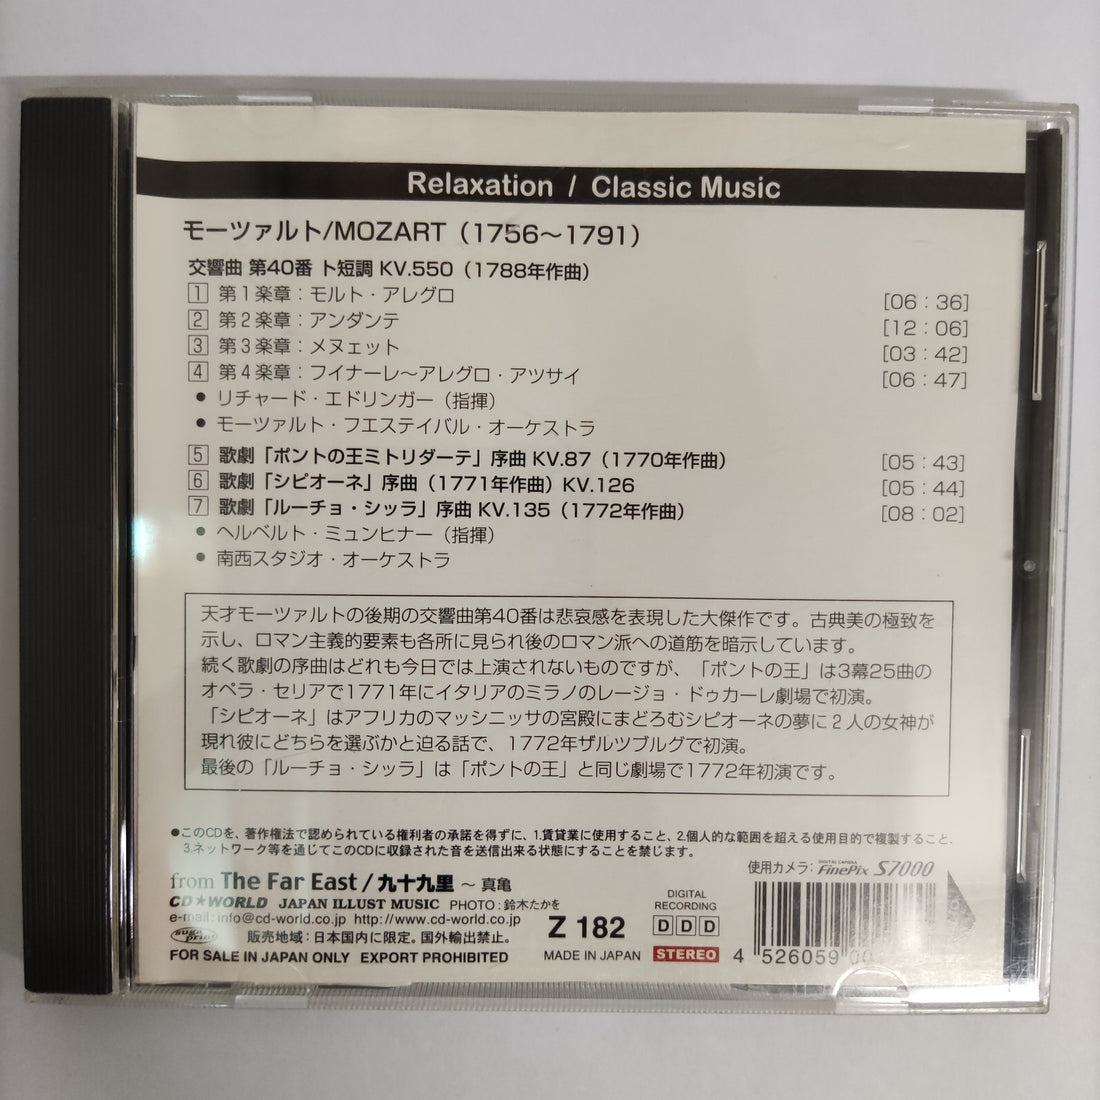 Relaxation / Classic Music
モーツァルト/MOZART（1756〜1791）
交響曲 第40番 ト短調 KV.550（1788年作曲）
1 第1楽章：モルト・アレグロ [06：36]
2 第2楽章：アンダンテ [12：06]
3 第3楽章：メヌェット [03：42]
4 第4楽章：フイナーレ〜アレグロ・アツサイ [06：47]
● リチャード・エドリンガー（指揮）
● モーツァルト・フエステイバル・オーケストラ
5 歌劇「ポントの王ミトリダーテ」序曲 KV.87（1770年作曲） [05：43]
6 歌劇「シピオーネ」序曲（1771年作曲）KV.126 [05：44]
7 歌劇「ルーチョ・シッラ」序曲 KV.135（1772年作曲） [08：02]
● ヘルベルト・ミュンヒナー（指揮）
● 南西スタジオ・オーケストラ
天才モーツァルトの後期の交響曲第40番は悲哀感を表現した大傑作です。古典美の極致を
示し、ロマン主義的要素も各所に見られ後のロマン派への道筋を暗示しています。
続く歌劇の序曲はどれも今日では上演されないものですが、「ポントの王」は3幕25曲の
オペラ・セリアで1771年にイタリアのミラノのレージョ・ドゥカーレ劇場で初演。
「シピオーネ」はアフリカのマッシニッサの宮殿にまどろむシピオーネの夢に2人の女神が
現れ彼にどちらを選ぶかと迫る話で、1772年ザルツブルグで初演。
最後の「ルーチョ・シッラ」は「ポントの王」と同じ劇場で1772年初演です。
●このCDを、著作権法で認められている権利者の承諾を得ずに、1.賃貸業に使用すること、2.個人的な範囲を超える使用目的で複製すること、
3.ネットワーク等を通じてこのCDに収録された音を送信出来る状態にすることを禁じます。
使用カメラ： DIGITAL CAMERA FinePix S7000
from The Far East / 九十九里 〜 真亀
CD★WORLD JAPAN ILLUST MUSIC PHOTO：鈴木たかを
e-mail：info@cd-world.co.jp http://www.cd-world.co.jp
販売地域：日本国内に限定。国外輸出禁止。
FOR SALE IN JAPAN ONLY EXPORT PROHIBITED
Z 182
MADE IN JAPAN
DIGITAL
RECORDING
D D D
STEREO
4 526059 00